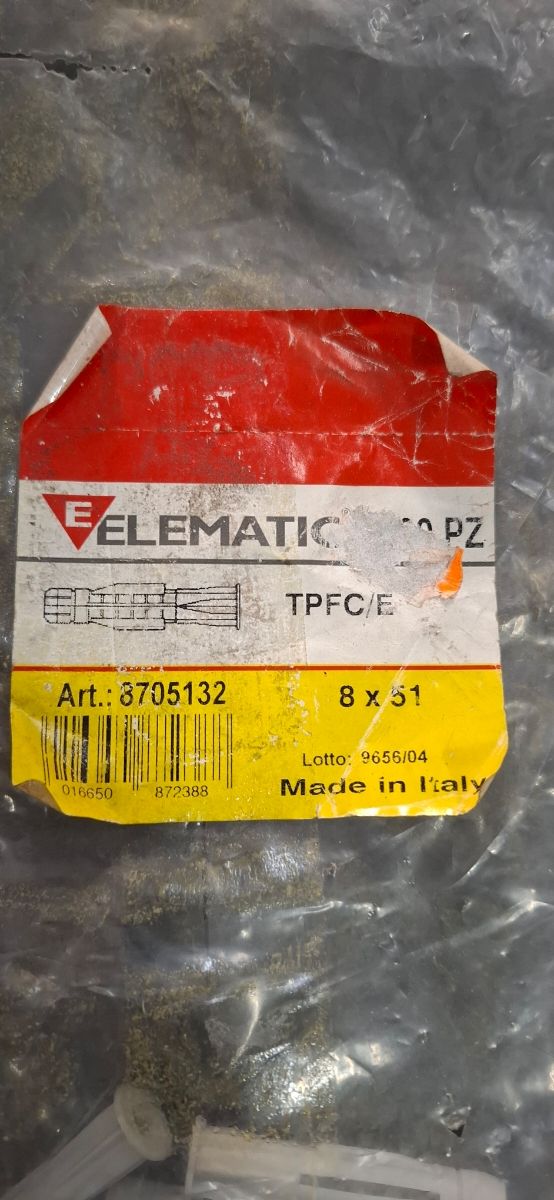 E ELEMATIC PZ
TPFC/E
Art.: 8705132 8 x 51
Lotto: 9656/04
016650 872388 Made in Italy